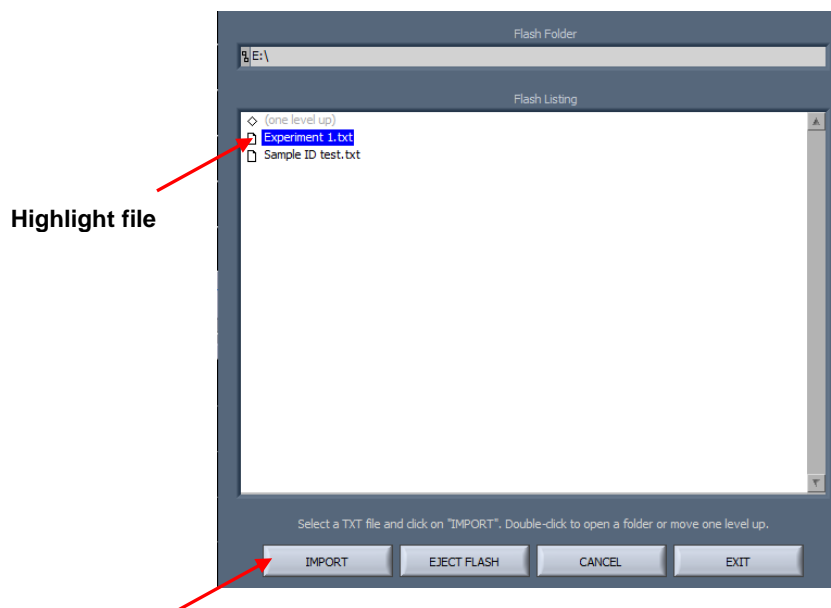 Flash Folder
E:\
Flash Listing
(one level up)
Experiment 1.txt
Sample ID test.txt
Highlight file
Select a TXT file and click on "IMPORT". Double-click to open a folder or move one level up.
IMPORT EJECT FLASH CANCEL EXIT